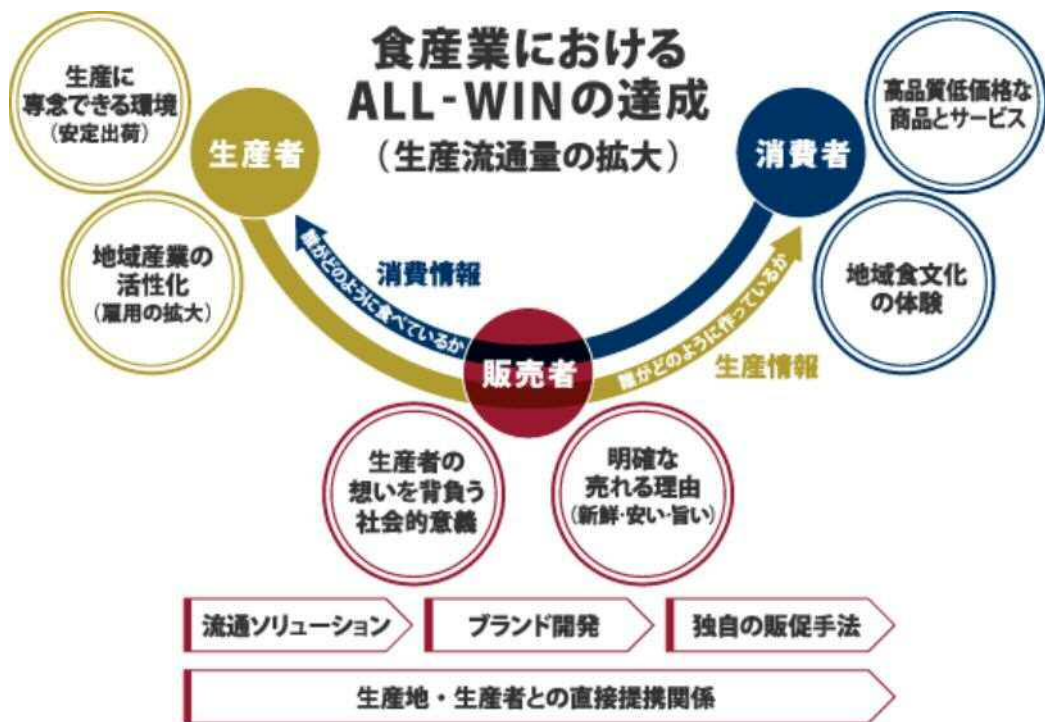 食産業における
ALL-WINの達成
（生産流通量の拡大）
生産に
専念できる環境
（安定出荷）
生産者
地域産業の
活性化
（雇用の拡大）
消費者
高品質低価格な
商品とサービス
地域食文化
の体験
消費情報
誰がどのように食べているか
販売者
誰がどのように作っているか
生産情報
生産者の
想いを背負う
社会的意義
明確な
売れる理由
（新鮮・安い・旨い）
流通ソリューション
ブランド開発
独自の販促手法
生産地・生産者との直接提携関係